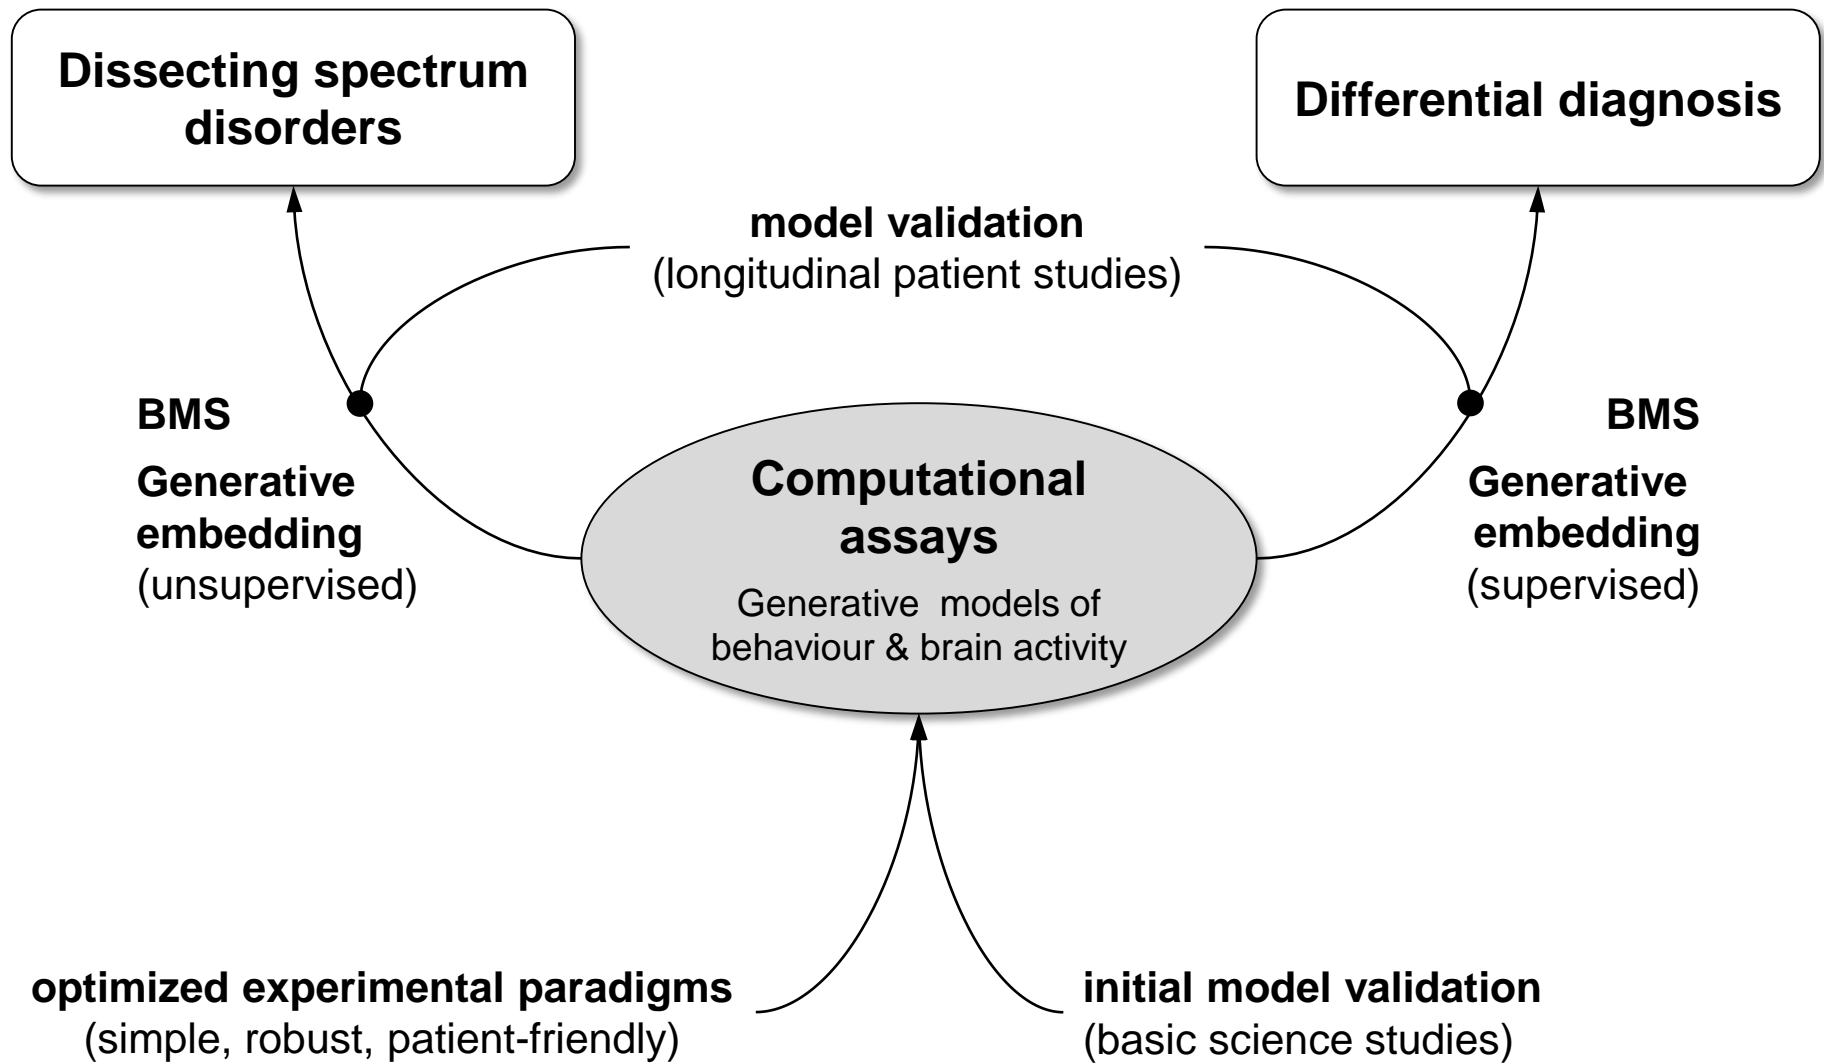 Dissecting spectrum
disorders
Differential diagnosis
model validation
(longitudinal patient studies)
BMS
Generative
embedding
(unsupervised)
Computational
assays
Generative models of
behaviour & brain activity
BMS
Generative
embedding
(supervised)
optimized experimental paradigms
(simple, robust, patient-friendly)
initial model validation
(basic science studies)